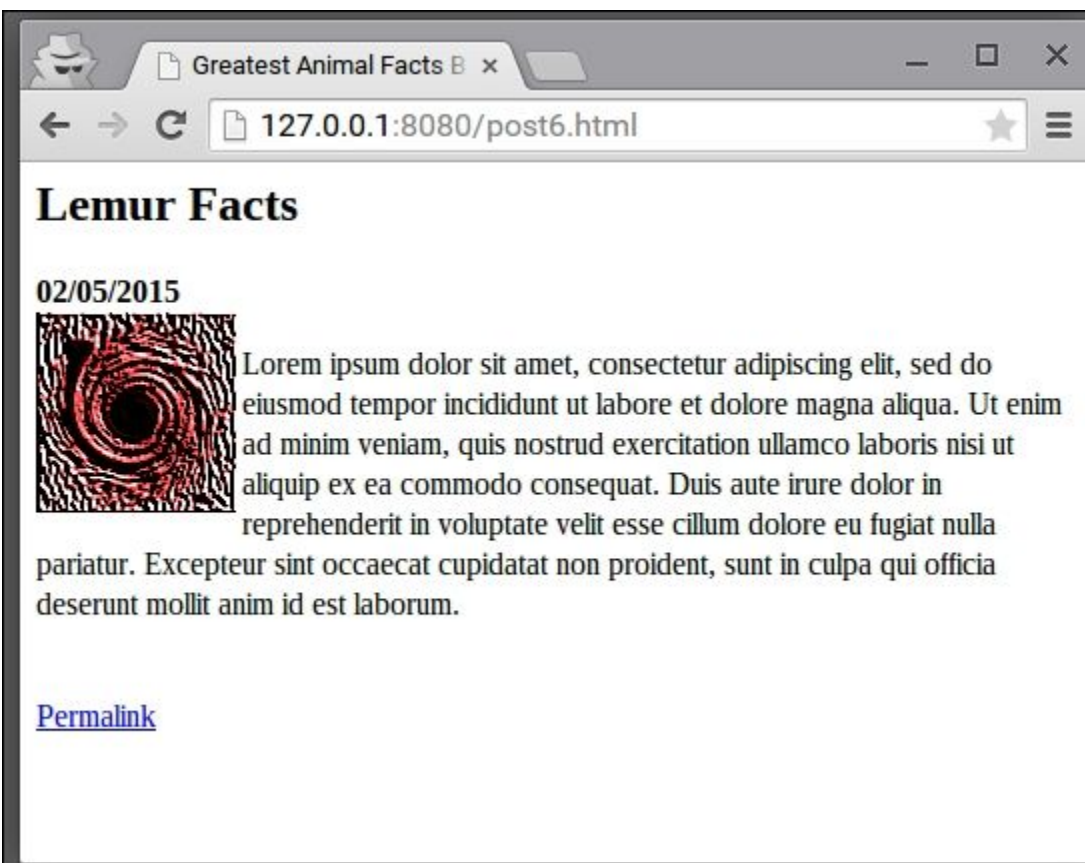 Greatest Animal Facts B
127.0.0.1:8080/post6.html
Lemur Facts
02/05/2015
Lorem ipsum dolor sit amet, consectetur adipiscing elit, sed do
eiusmod tempor incididunt ut labore et dolore magna aliqua. Ut enim
ad minim veniam, quis nostrud exercitation ullamco laboris nisi ut
aliquip ex ea commodo consequat. Duis aute irure dolor in
reprehenderit in voluptate velit esse cillum dolore eu fugiat nulla
pariatur. Excepteur sint occaecat cupidatat non proident, sunt in culpa qui officia
deserunt mollit anim id est laborum.
Permalink